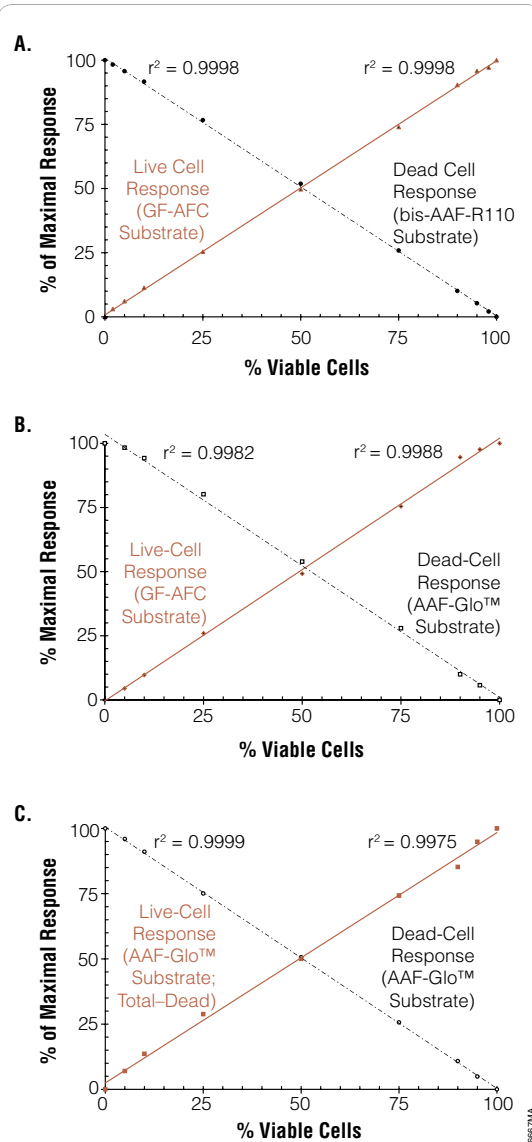 A.
% of Maximal Response
100
75
50
25
0
r² = 0.9998
r² = 0.9998
Live Cell
Response
(GF-AFC
Substrate)
Dead Cell
Response
(bis-AAF-R110
Substrate)
0
25
50
75
100
% Viable Cells
B.
% Maximal Response
100
75
50
25
0
r² = 0.9982
r² = 0.9988
Live-Cell
Response
(GF-AFC
Substrate)
Dead-Cell
Response
(AAF-Glo™
Substrate)
0
25
50
75
100
% Viable Cells
C.
% of Maximal Response
100
75
50
25
0
r² = 0.9999
r² = 0.9975
Live-Cell
Response
(AAF-Glo™
Substrate;
Total–Dead)
Dead-Cell
Response
(AAF-Glo™
Substrate)
0
25
50
75
100
% Viable Cells